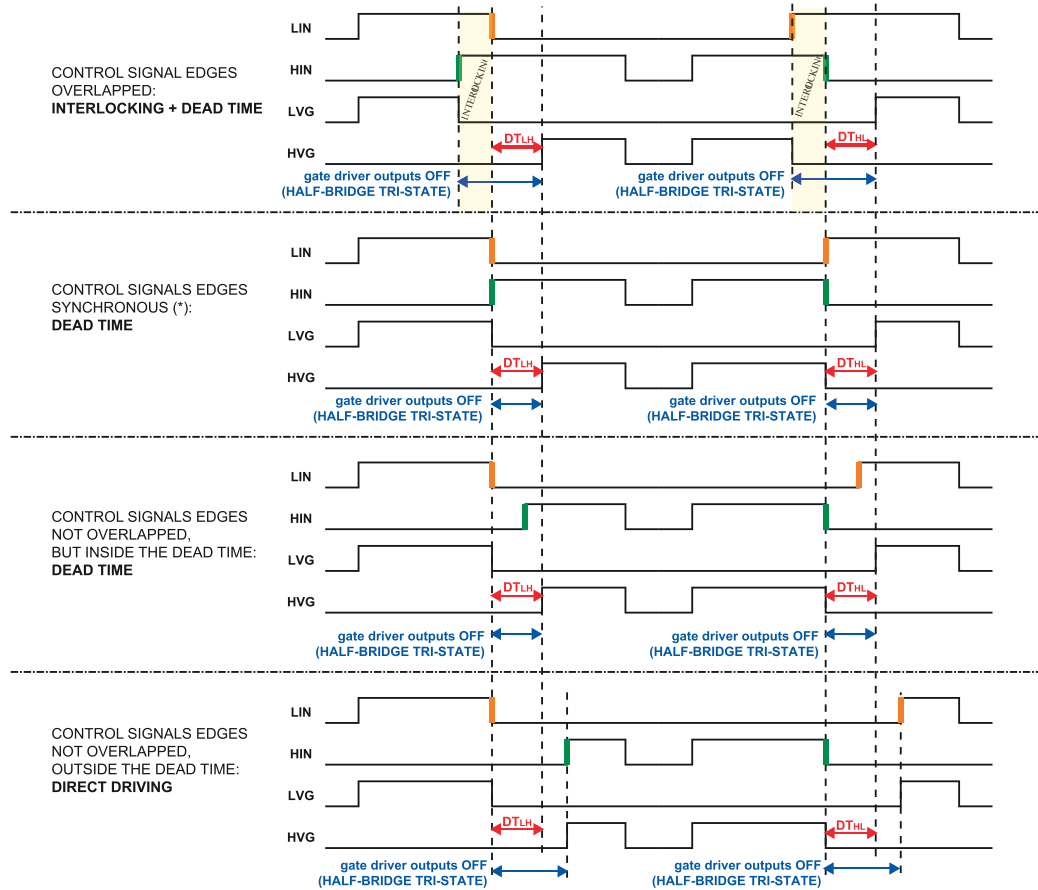 LIN
HIN
CONTROL SIGNAL EDGES
OVERLAPPED:
INTERLOCKING + DEAD TIME
INTERLOCKING
INTERLOCKING
LVG
HVG
DTLH
DTHL
gate driver outputs OFF
(HALF-BRIDGE TRI-STATE)
gate driver outputs OFF
(HALF-BRIDGE TRI-STATE)
LIN
HIN
CONTROL SIGNALS EDGES
SYNCHRONOUS (*):
DEAD TIME
LVG
HVG
DTLH
DTHL
gate driver outputs OFF
(HALF-BRIDGE TRI-STATE)
gate driver outputs OFF
(HALF-BRIDGE TRI-STATE)
LIN
HIN
CONTROL SIGNALS EDGES
NOT OVERLAPPED,
BUT INSIDE THE DEAD TIME:
DEAD TIME
LVG
HVG
DTLH
DTHL
gate driver outputs OFF
(HALF-BRIDGE TRI-STATE)
gate driver outputs OFF
(HALF-BRIDGE TRI-STATE)
LIN
HIN
CONTROL SIGNALS EDGES
NOT OVERLAPPED,
OUTSIDE THE DEAD TIME:
DIRECT DRIVING
LVG
HVG
DTLH
DTHL
gate driver outputs OFF
(HALF-BRIDGE TRI-STATE)
gate driver outputs OFF
(HALF-BRIDGE TRI-STATE)